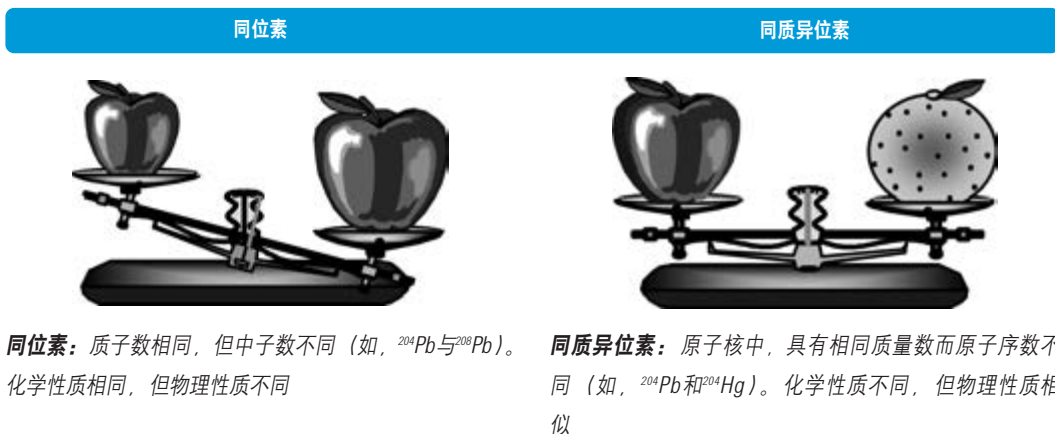 同位素
同质异位素
同位素：质子数相同，但中子数不同（如，²⁰⁴Pb与²⁰⁸Pb）。
化学性质相同，但物理性质不同
同质异位素：原子核中，具有相同质量数而原子序数不
同（如，²⁰⁴Pb和²⁰⁴Hg）。化学性质不同，但物理性质相
似